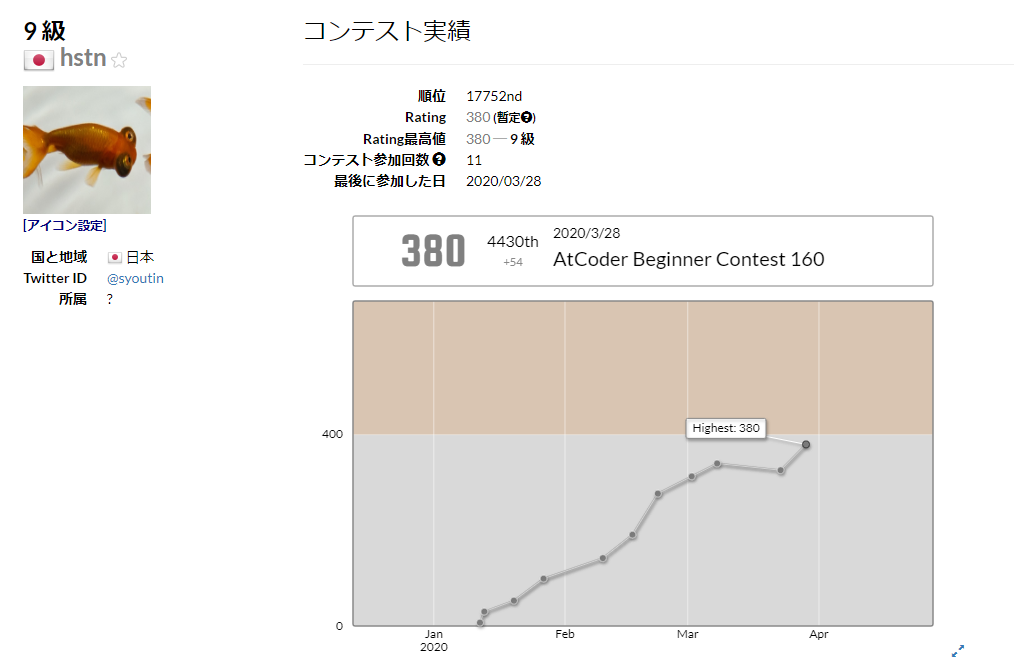 9 級
hstn
[アイコン設定]
国と地域 日本
Twitter ID @syoutin
所属 ?
コンテスト実績
順位 17752nd
Rating 380 (暫定?)
Rating最高値 380 ― 9 級
コンテスト参加回数 ? 11
最後に参加した日 2020/03/28
380
4430th
+54
2020/3/28
AtCoder Beginner Contest 160
Highest: 380
400
0
Jan
2020
Feb
Mar
Apr